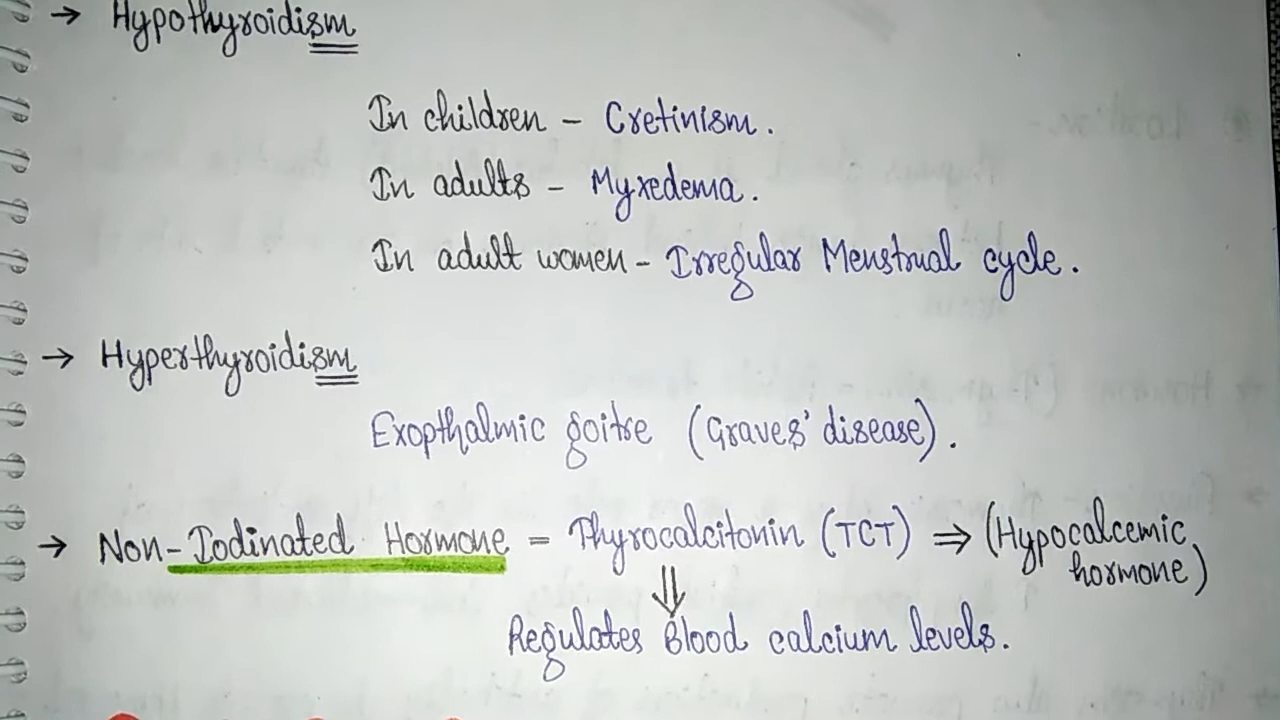 → Hypothyroidism
In children - Cretinism.
In adults - Myxedema.
In adult women - Irregular Menstrual cycle.
→ Hyperthyroidism
Exopthalmic goitre (Graves' disease).
→ Non-Iodinated Hormone = Thyrocalcitonin (TCT) ⇒ (Hypocalcemic
hormone)
⇓
Regulates Blood calcium levels.